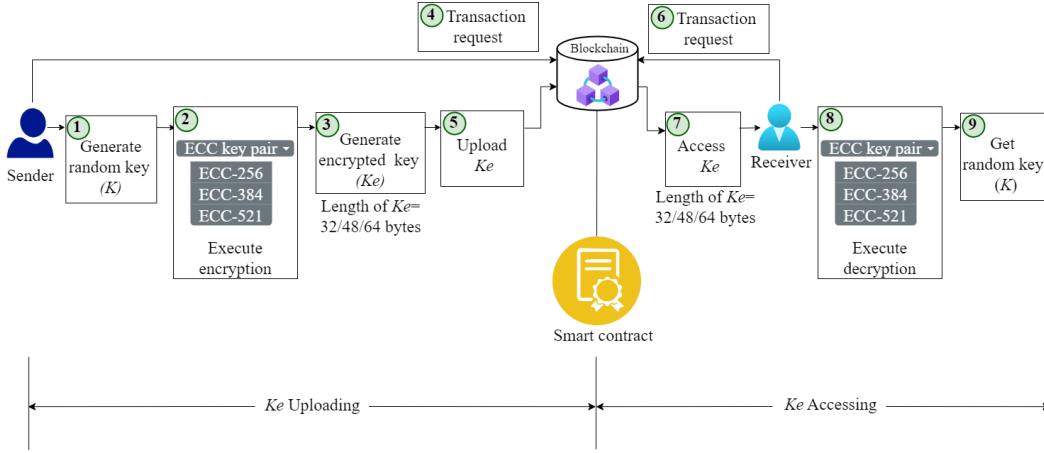 4 Transaction
request
6 Transaction
request
Blockchain
Sender
1
Generate
random key
(K)
2
ECC key pair
ECC-256
ECC-384
ECC-521
Execute
encryption
3
Generate
encrypted key
(Ke)
Length of Ke=
32/48/64 bytes
5
Upload
Ke
7
Access
Ke
Length of Ke=
32/48/64 bytes
Receiver
8
ECC key pair
ECC-256
ECC-384
ECC-521
Execute
decryption
9
Get
random key
(K)
Smart contract
Ke Uploading
Ke Accessing